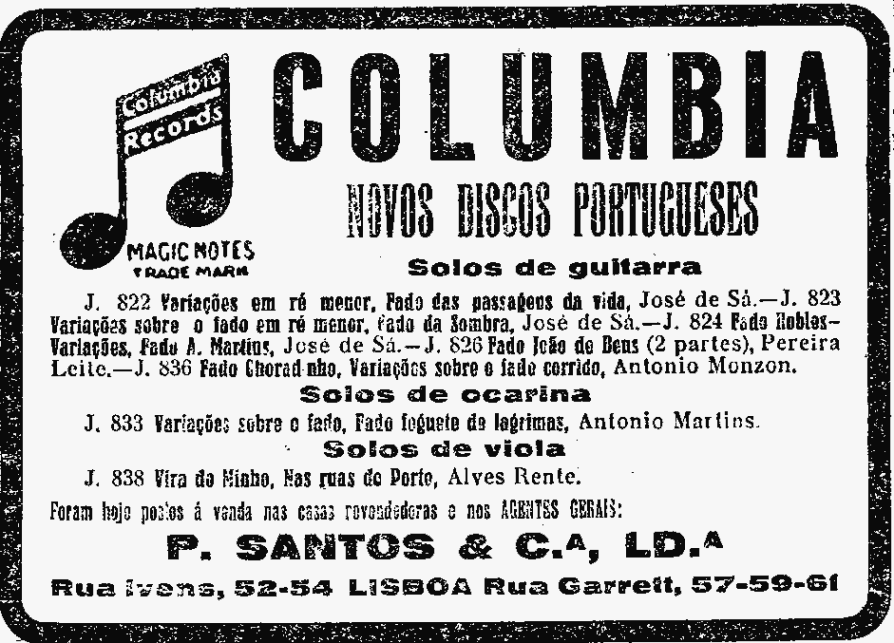 Columbia
Records
MAGIC NOTES
TRADE MARK
COLUMBIA
NOVOS DISCOS PORTUGUESES
Solos de guitarra
J. 822 Variações em ré menor, Fado das passagens da vida, José de Sá.—J. 823
Variações sobre o fado em ré menor, Fado da Sombra, José de Sá.—J. 824 Fado Robles-
Variações, Fado A. Martins, José de Sá.—J. 826 Fado João de Deus (2 partes), Pereira
Leite.—J. 836 Fado Choradinho, Variações sobre o fado corrido, Antonio Monzon.
Solos de ocarina
J. 833 Variações sobre o fado, Fado foguete de lagrimas, Antonio Martins.
Solos de viola
J. 838 Vira do Minho, Nas ruas do Porto, Alves Rente.
Foram hoje postos á venda nas casas revendedoras e nos AGENTES GERAIS:
P. SANTOS & C.ᴬ, LD.ᴬ
Rua Ivens, 52-54 LISBOA Rua Garrett, 57-59-61